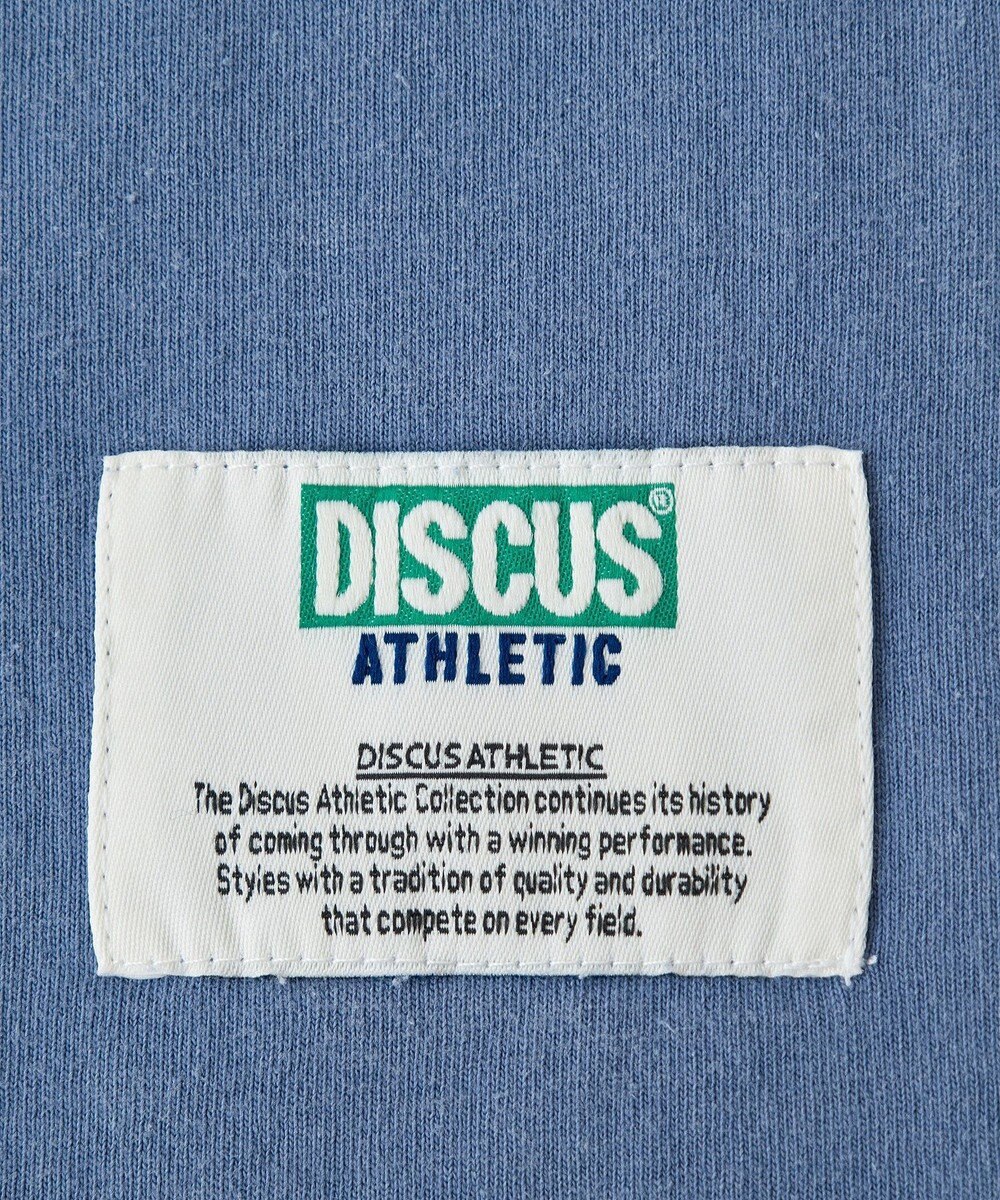 DISCUS®
ATHLETIC
DISCUS ATHLETIC
The Discus Athletic Collection continues its history
of coming through with a winning performance.
Styles with a tradition of quality and durability
that compete on every field.